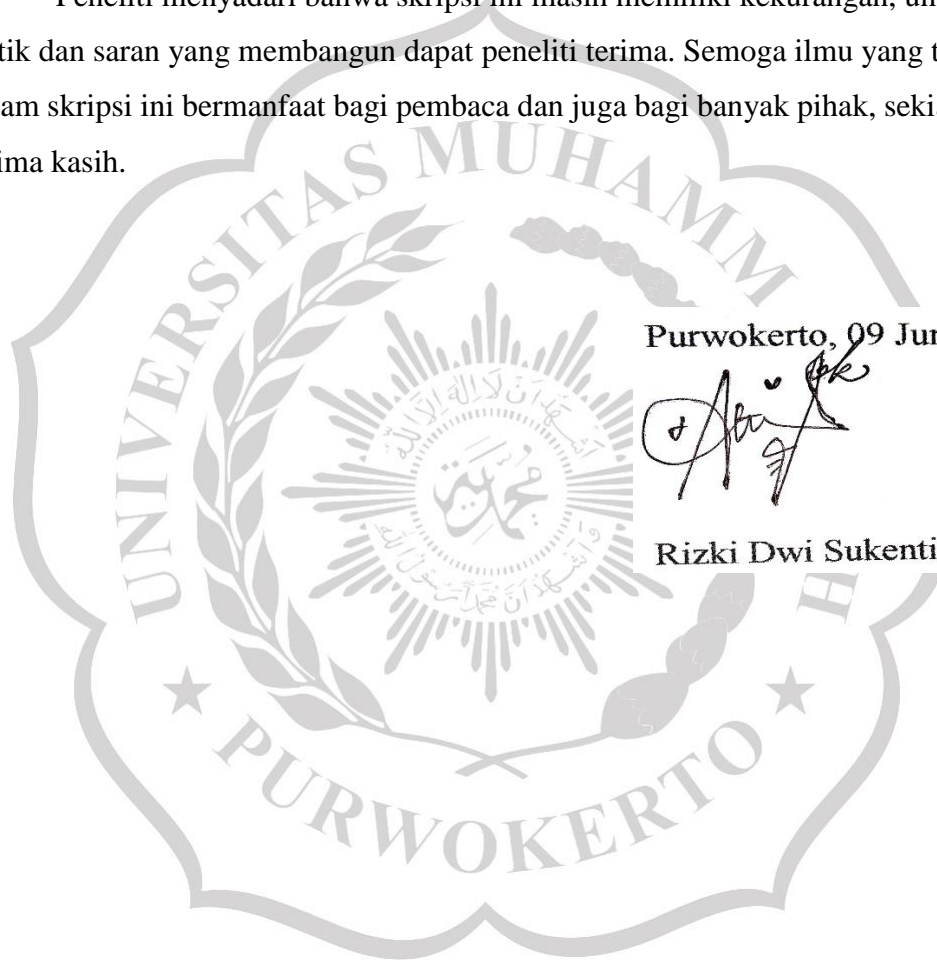 Peneliti menyadari bahwa skripsi ini masih memiliki kekurangan, un
tik dan saran yang membangun dapat peneliti terima. Semoga ilmu yang t
am skripsi ini bermanfaat bagi pembaca dan juga bagi banyak pihak, seki
ima kasih.
UNIVERSITAS MUHAMM
H
Purwokerto, 09 Jun
Rizki Dwi Sukenti
★ PURWOKERTO ★